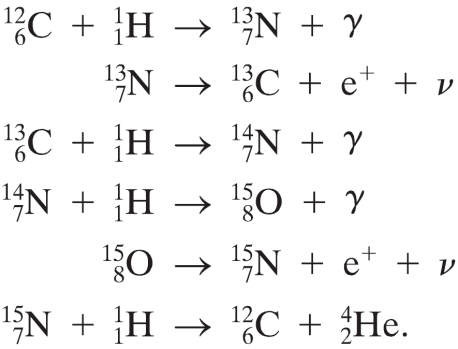 ¹²₆C + ¹₁H → ¹³₇N + γ
¹³₇N → ¹³₆C + e⁺ + ν
¹³₆C + ¹₁H → ¹⁴₇N + γ
¹⁴₇N + ¹₁H → ¹⁵₈O + γ
¹⁵₈O → ¹⁵₇N + e⁺ + ν
¹⁵₇N + ¹₁H → ¹²₆C + ⁴₂He.